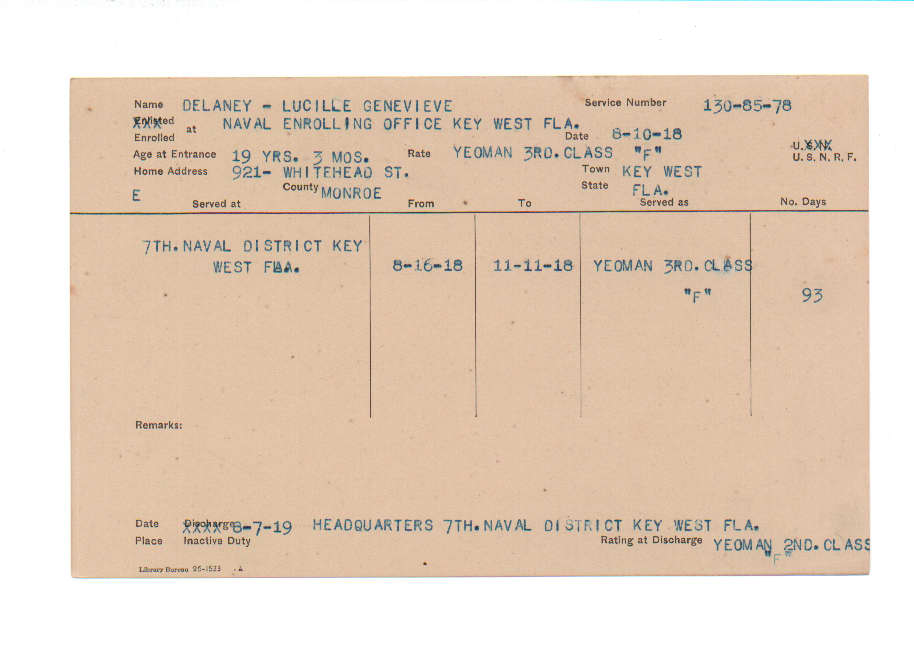 Name DELANEY - LUCILLE GENEVIEVE Service Number 130-85-78
Enlisted
Enrolled at NAVAL ENROLLING OFFICE KEY WEST FLA. Date 8-10-18
Age at Entrance 19 YRS. 3 MOS. Rate YEOMAN 3RD.CLASS "F" U.S.N.
U. S. N. R. F.
Home Address 921- WHITEHEAD ST. Town KEY WEST
E County MONROE State FLA.
Served at From To Served as No. Days
7TH.NAVAL DISTRICT KEY
WEST FLA. 8-16-18 11-11-18 YEOMAN 3RD.CLASS
"F" 93
Remarks:
Date Discharge 8-7-19 HEADQUARTERS 7TH.NAVAL DISTRICT KEY WEST FLA.
Place Inactive Duty Rating at Discharge YEOMAN 2ND.CLASS
"F"
Library Bureau 96-1523 A